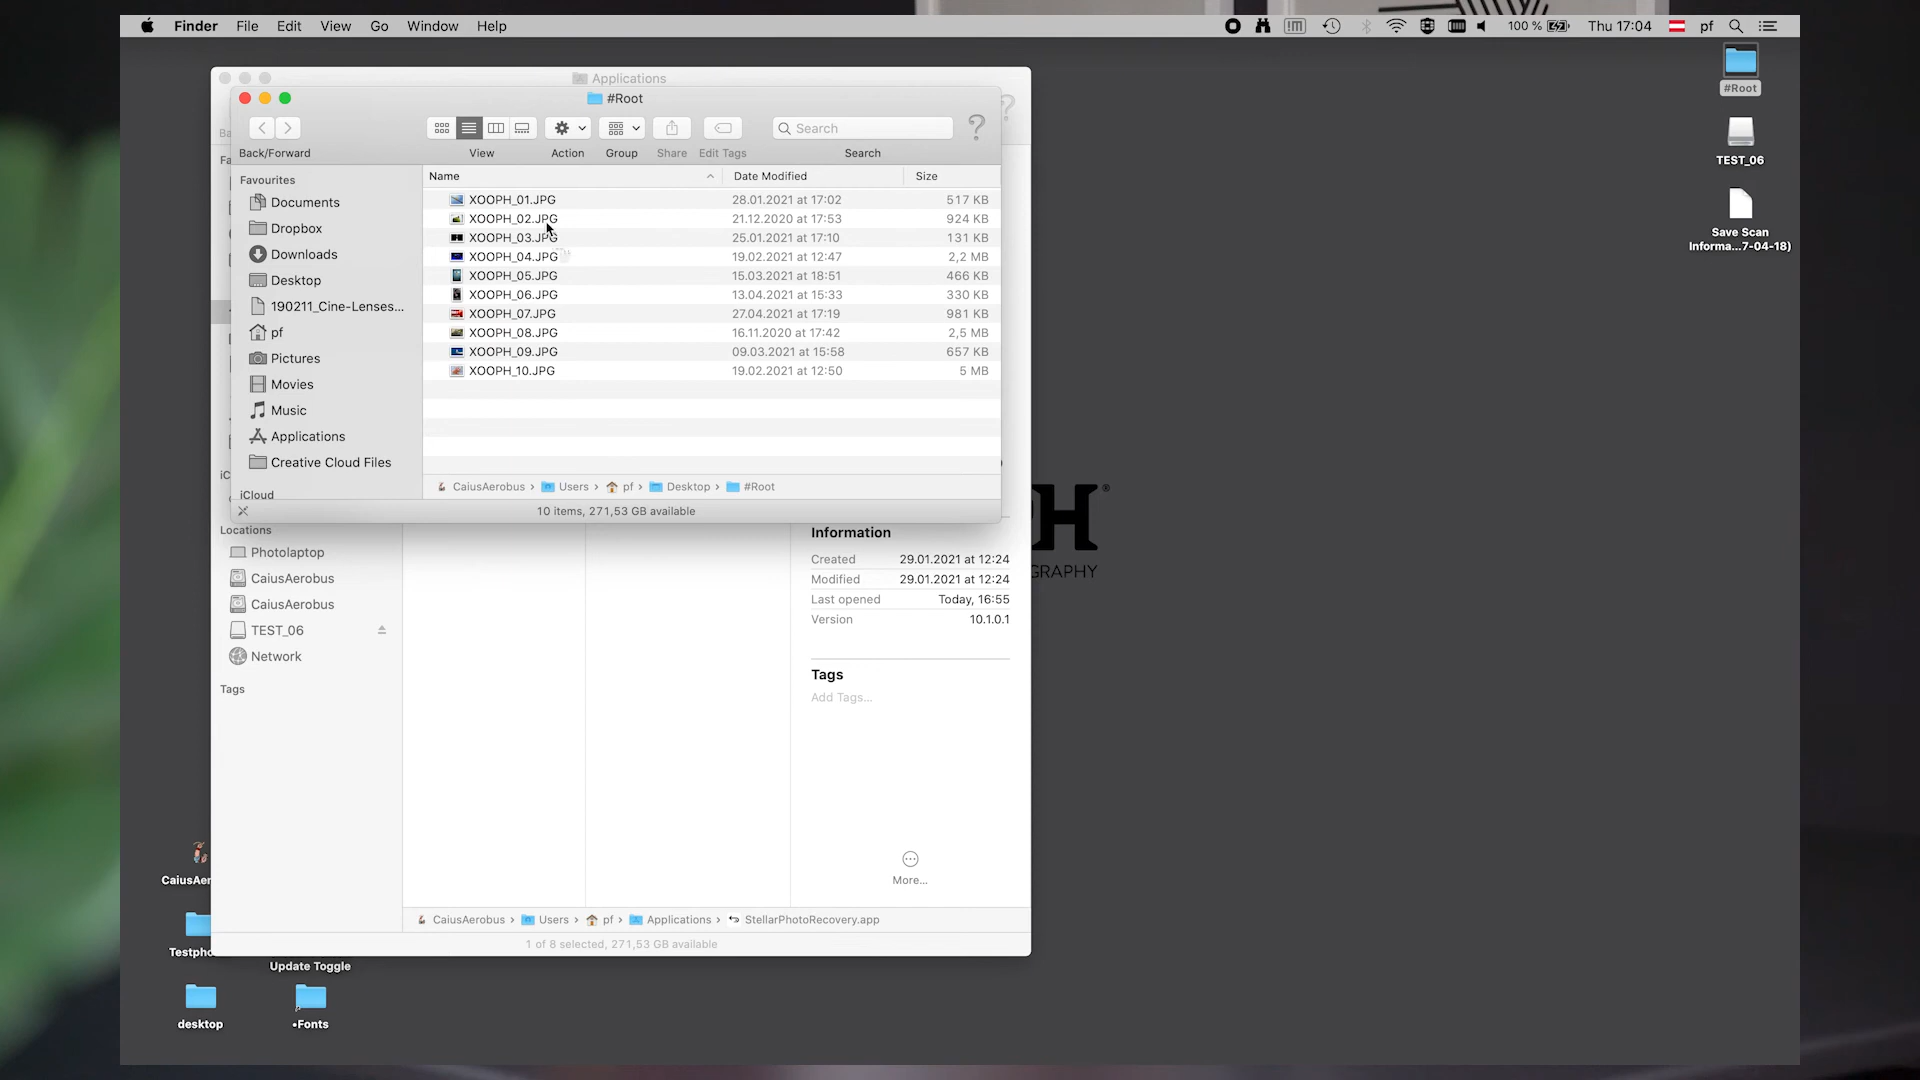 Finder File Edit View Go Window Help 100 % Thu 17:04 pf
Applications
#Root
Search
Back/Forward View Action Group Share Edit Tags Search
Favourites
Documents
Dropbox
Downloads
Desktop
190211_Cine-Lenses...
pf
Pictures
Movies
Music
Applications
Creative Cloud Files
iCloud
Name Date Modified Size
XOOPH_01.JPG 28.01.2021 at 17:02 517 KB
XOOPH_02.JPG 21.12.2020 at 17:53 924 KB
XOOPH_03.JPG 25.01.2021 at 17:10 131 KB
XOOPH_04.JPG 19.02.2021 at 12:47 2,2 MB
XOOPH_05.JPG 15.03.2021 at 18:51 466 KB
XOOPH_06.JPG 13.04.2021 at 15:33 330 KB
XOOPH_07.JPG 27.04.2021 at 17:19 981 KB
XOOPH_08.JPG 16.11.2020 at 17:42 2,5 MB
XOOPH_09.JPG 09.03.2021 at 15:58 657 KB
XOOPH_10.JPG 19.02.2021 at 12:50 5 MB
CaiusAerobus › Users › pf › Desktop › #Root
10 items, 271,53 GB available
Locations
Photolaptop
CaiusAerobus
CaiusAerobus
TEST_06
Network
Tags
Information
Created 29.01.2021 at 12:24
Modified 29.01.2021 at 12:24
Last opened Today, 16:55
Version 10.1.0.1
Tags
Add Tags...
More...
CaiusAerobus › Users › pf › Applications › StellarPhotoRecovery.app
1 of 8 selected, 271,53 GB available
H®
GRAPHY
#Root
TEST_06
Save Scan
Informa...7-04-18)
CaiusAer
Testpho
Update Toggle
desktop
•Fonts